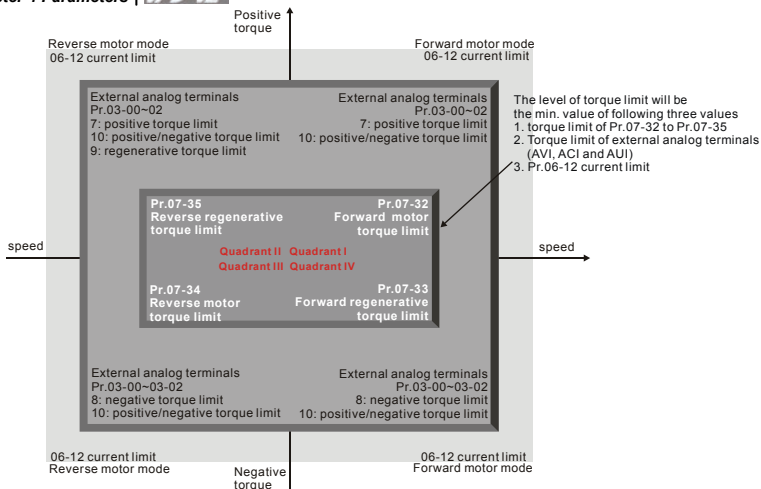 Parameters |
Positive
torque
Reverse motor mode
06-12 current limit
Forward motor mode
06-12 current limit
External analog terminals
Pr.03-00~02
7: positive torque limit
10: positive/negative torque limit
9: regenerative torque limit
External analog terminals
Pr.03-00~02
7: positive torque limit
10: positive/negative torque limit
The level of torque limit will be
the min. value of following three values
1. torque limit of Pr.07-32 to Pr.07-35
2. Torque limit of external analog terminals
(AVI, ACI and AUI)
3. Pr.06-12 current limit
Pr.07-35
Reverse regenerative
torque limit
Pr.07-32
Forward motor
torque limit
speed
Quadrant II Quadrant I
Quadrant III Quadrant IV
speed
Pr.07-34
Reverse motor
torque limit
Pr.07-33
Forward regenerative
torque limit
External analog terminals
Pr.03-00~03-02
8: negative torque limit
10: positive/negative torque limit
External analog terminals
Pr.03-00~03-02
8: negative torque limit
10: positive/negative torque limit
06-12 current limit
Reverse motor mode
06-12 current limit
Forward motor mode
Negative
torque